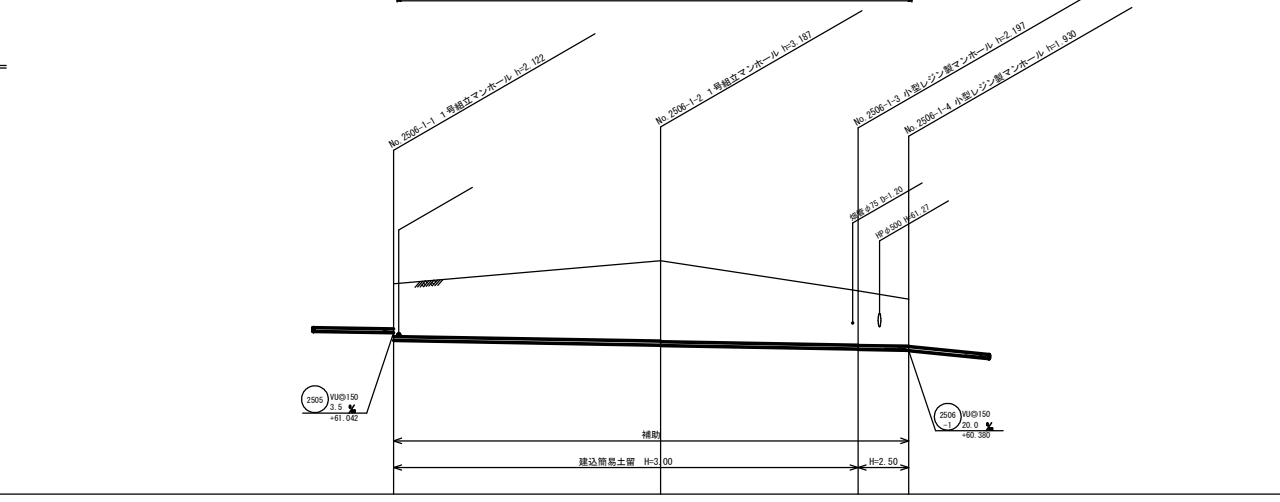 No.2506-1-1 1号組立マンホール h=2.122
No.2506-1-2 1号組立マンホール h=3.187
No.2506-1-3 小型レジン製マンホール h=2.197
No.2506-1-4 小型レジン製マンホール h=1.930
φ75 D=1.20
HPφ500 H=61.27
2505
VU◎150
3.5 ‰
+61.042
2506
-1
VU◎150
20.0 ‰
+60.380
補助
建込簡易土留 H=3.00
H=2.50